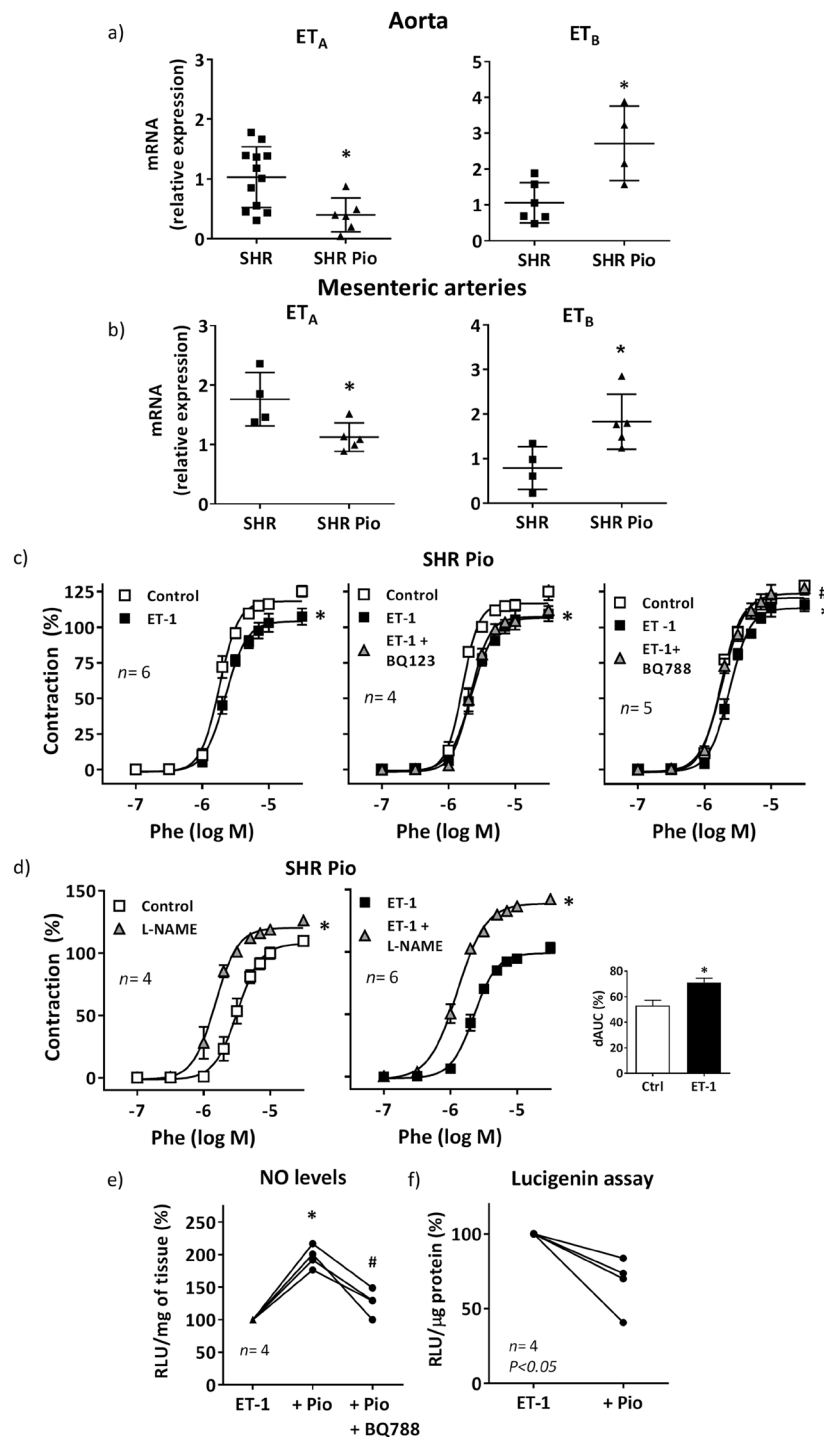 a)
Aorta
ET_A
ET_B
mRNA
(relative expression)
3
2
1
0
SHR
SHR Pio
*
5
4
3
2
1
0
SHR
SHR Pio
*
Mesenteric arteries
b)
ET_A
ET_B
mRNA
(relative expression)
3
2
1
0
SHR
SHR Pio
*
4
3
2
1
0
SHR
SHR Pio
*
c)
SHR Pio
Contraction (%)
125
100
75
50
25
0
Control
ET-1
n= 6
*
-7
-6
-5
Phe (log M)
Control
ET-1
ET-1 +
BQ123
n= 4
*
-7
-6
-5
Phe (log M)
Control
ET -1
ET-1+
BQ788
n= 5
#
*
-7
-6
-5
Phe (log M)
d)
SHR Pio
Contraction (%)
150
100
50
0
Control
L-NAME
n= 4
*
-7
-6
-5
Phe (log M)
ET-1
ET-1 +
L-NAME
n= 6
*
-7
-6
-5
Phe (log M)
dAUC (%)
80
60
40
20
0
*
Ctrl
ET-1
e)
NO levels
RLU/mg of tissue (%)
250
200
150
100
50
0
*
#
n= 4
ET-1
+ Pio
+ Pio
+ BQ788
f)
Lucigenin assay
RLU/µg protein (%)
100
50
0
n= 4
P<0.05
ET-1
+ Pio